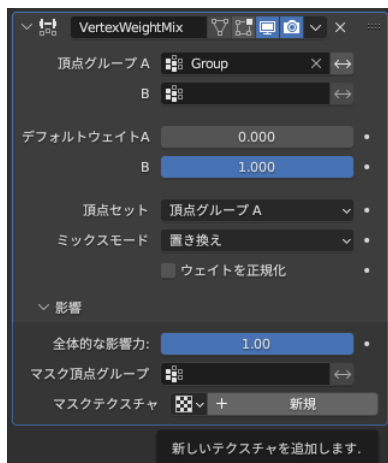 VertexWeightMix
頂点グループ A Group
B
デフォルトウェイトA 0.000
B 1.000
頂点セット 頂点グループ A
ミックスモード 置き換え
ウェイトを正規化
影響
全体的な影響力: 1.00
マスク頂点グループ
マスクテクスチャ 新規
新しいテクスチャを追加します.